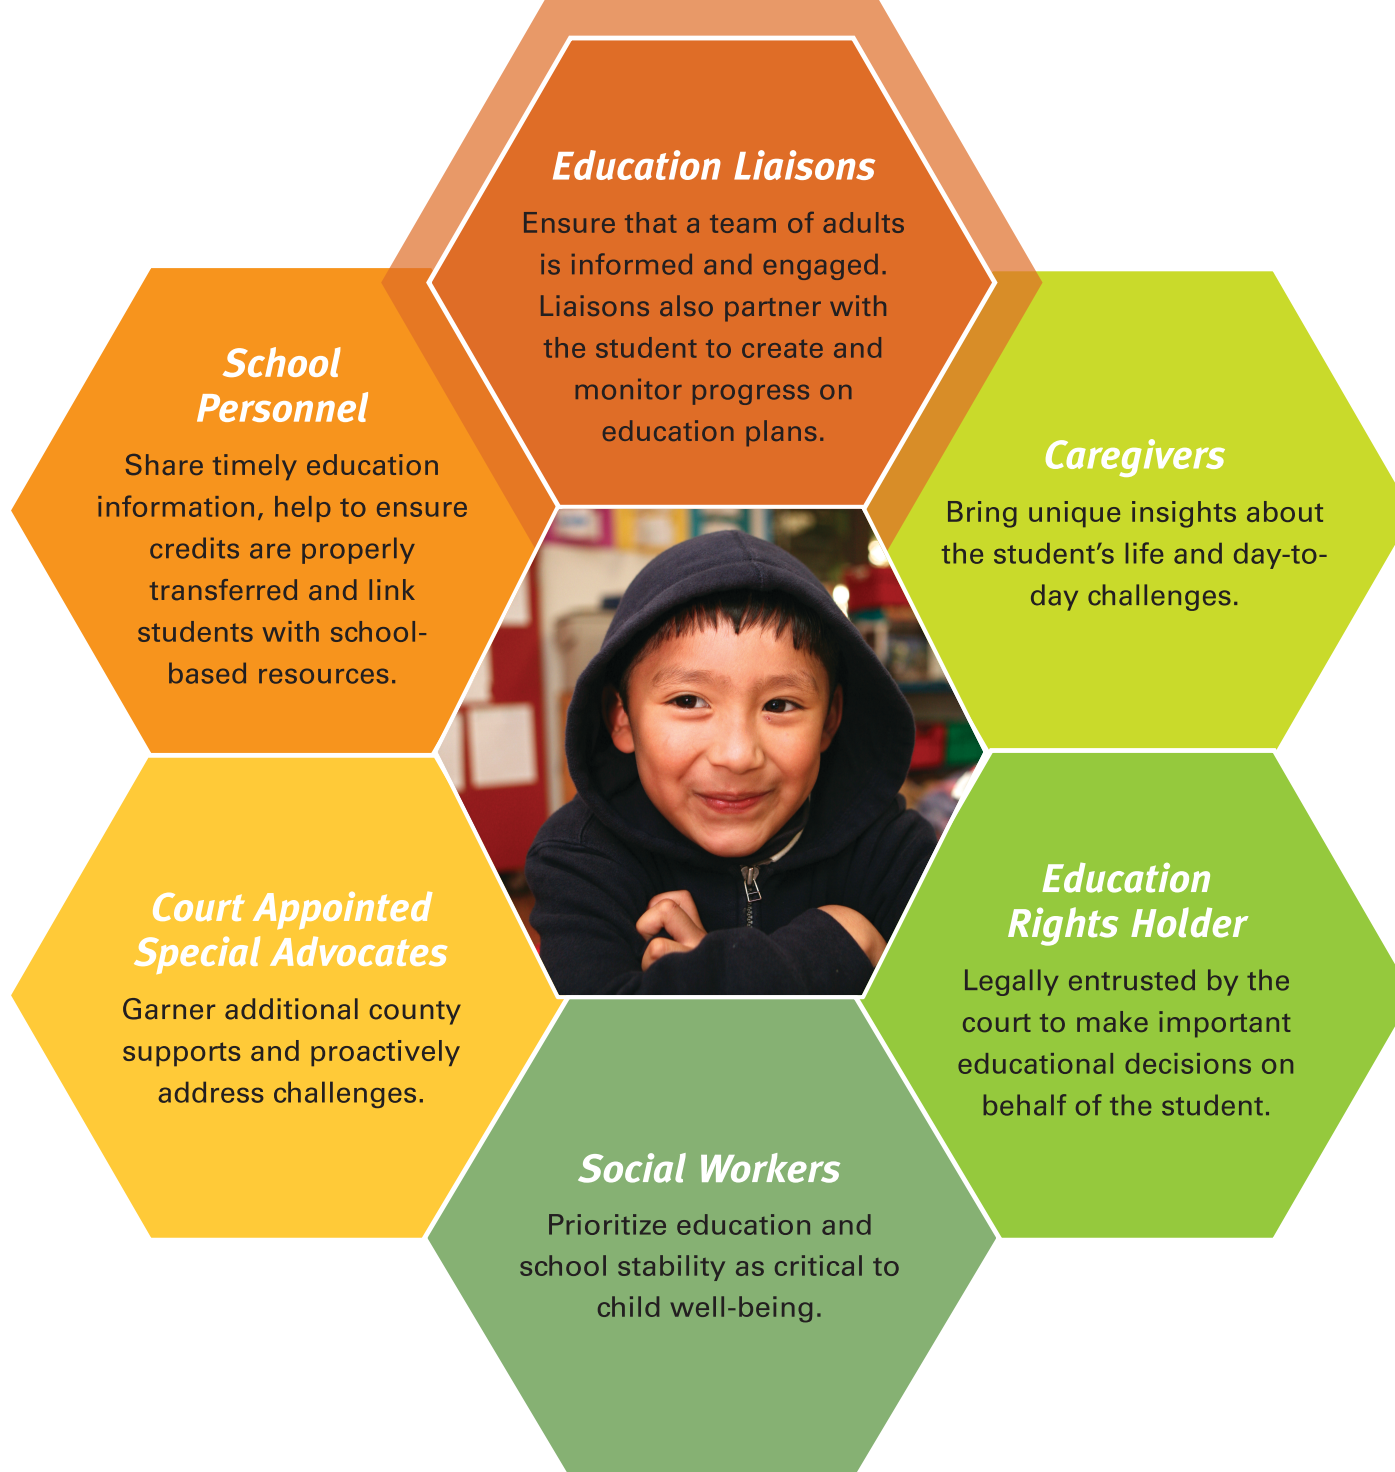 Education Liaisons
Ensure that a team of adults
is informed and engaged.
Liaisons also partner with
the student to create and
monitor progress on
education plans.
School
Personnel
Share timely education
information, help to ensure
credits are properly
transferred and link
students with school-
based resources.
Caregivers
Bring unique insights about
the student’s life and day-to-
day challenges.
Court Appointed
Special Advocates
Garner additional county
supports and proactively
address challenges.
Education
Rights Holder
Legally entrusted by the
court to make important
educational decisions on
behalf of the student.
Social Workers
Prioritize education and
school stability as critical to
child well-being.